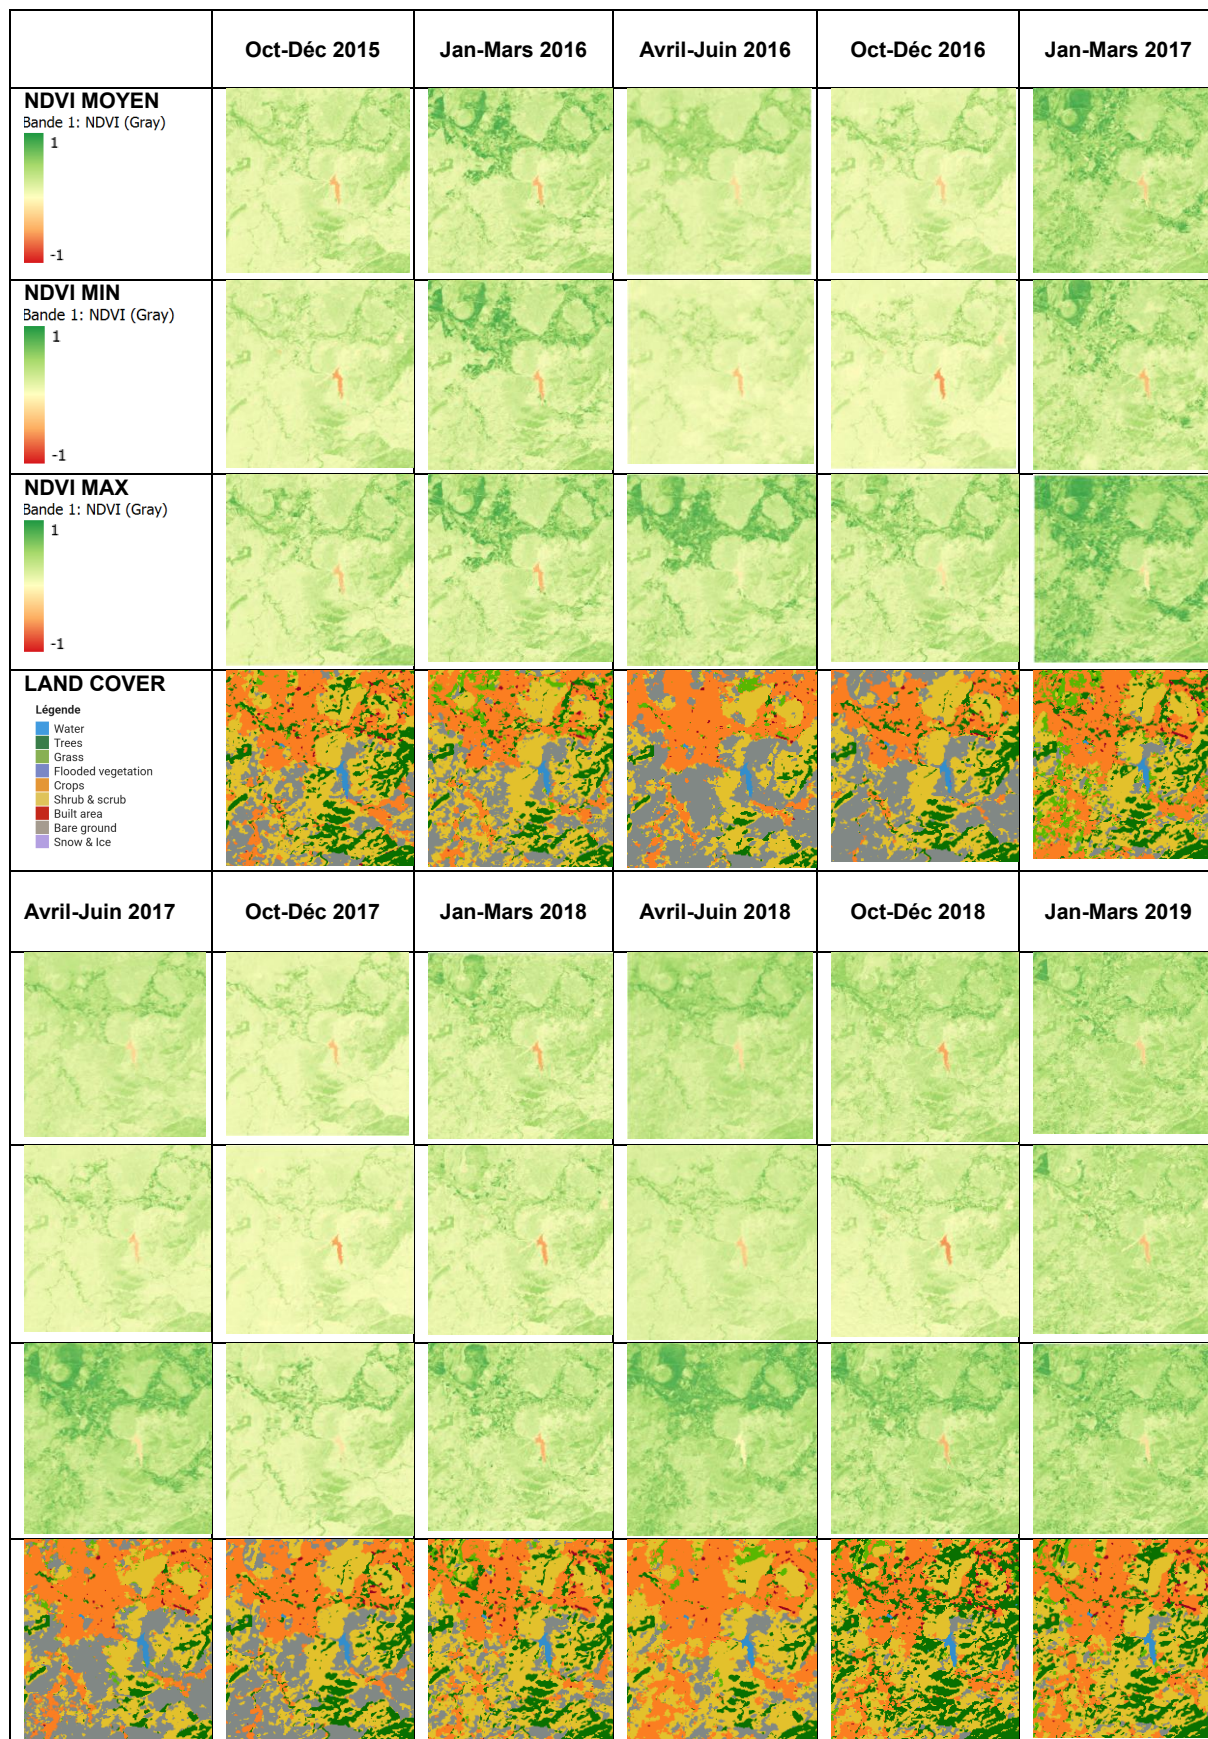 Oct-Déc 2015
Jan-Mars 2016
Avril-Juin 2016
Oct-Déc 2016
Jan-Mars 2017
NDVI MOYEN
Bande 1: NDVI (Gray)
1
-1
NDVI MIN
Bande 1: NDVI (Gray)
1
-1
NDVI MAX
Bande 1: NDVI (Gray)
1
-1
LAND COVER
Légende
Water
Trees
Grass
Flooded vegetation
Crops
Shrub & scrub
Built area
Bare ground
Snow & Ice
Avril-Juin 2017
Oct-Déc 2017
Jan-Mars 2018
Avril-Juin 2018
Oct-Déc 2018
Jan-Mars 2019